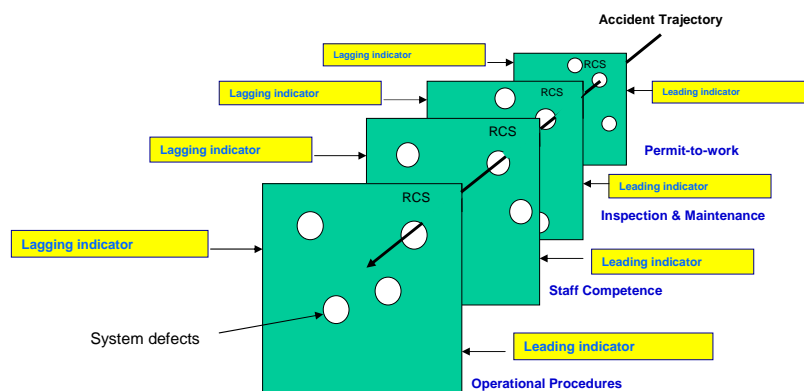 Accident Trajectory
Lagging indicator
RCS
Lagging indicator
RCS
Leading indicator
Lagging indicator
RCS
Permit-to-work
Leading indicator
RCS
Inspection & Maintenance
Lagging indicator
Leading indicator
Staff Competence
System defects
Leading indicator
Operational Procedures